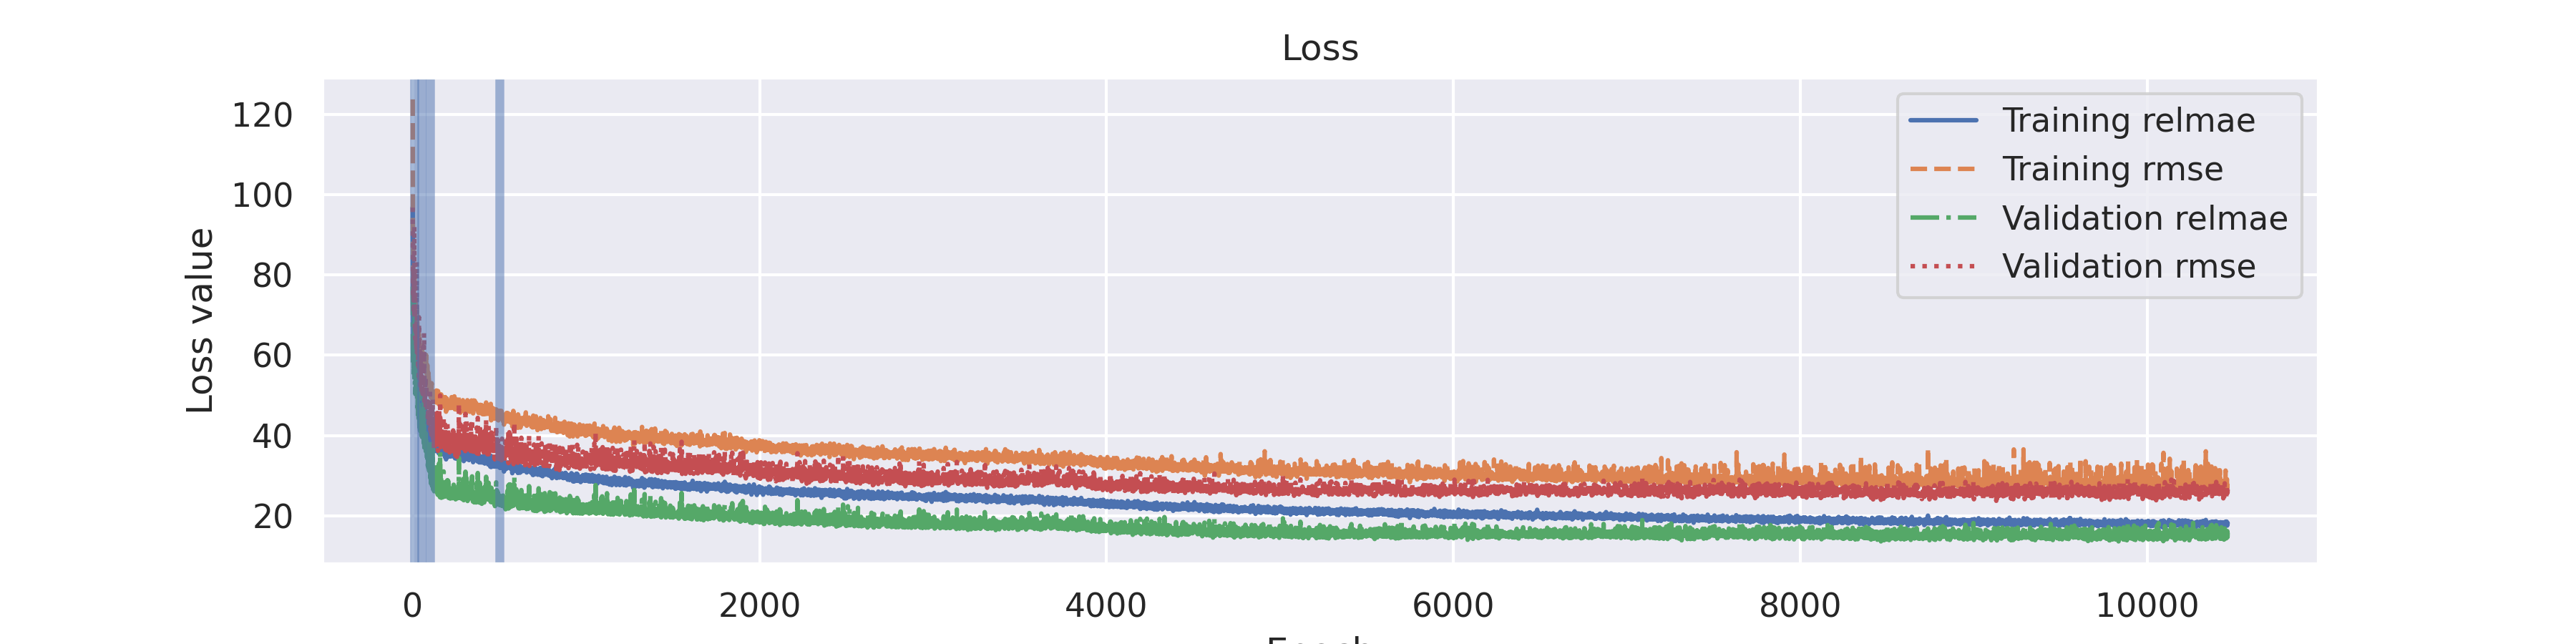 Loss
120
100
80
60
40
20
Loss value
Training relmae
Training rmse
Validation relmae
Validation rmse
0 2000 4000 6000 8000 10000
Epoch